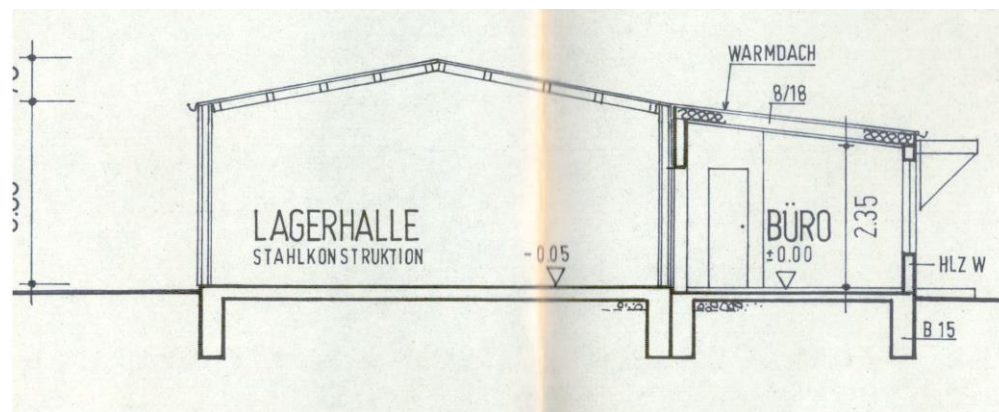 WARMDACH
8/18
LAGERHALLE
STAHLKONSTRUKTION
-0.05
BÜRO
±0.00
2.35
HLZ W
B 15